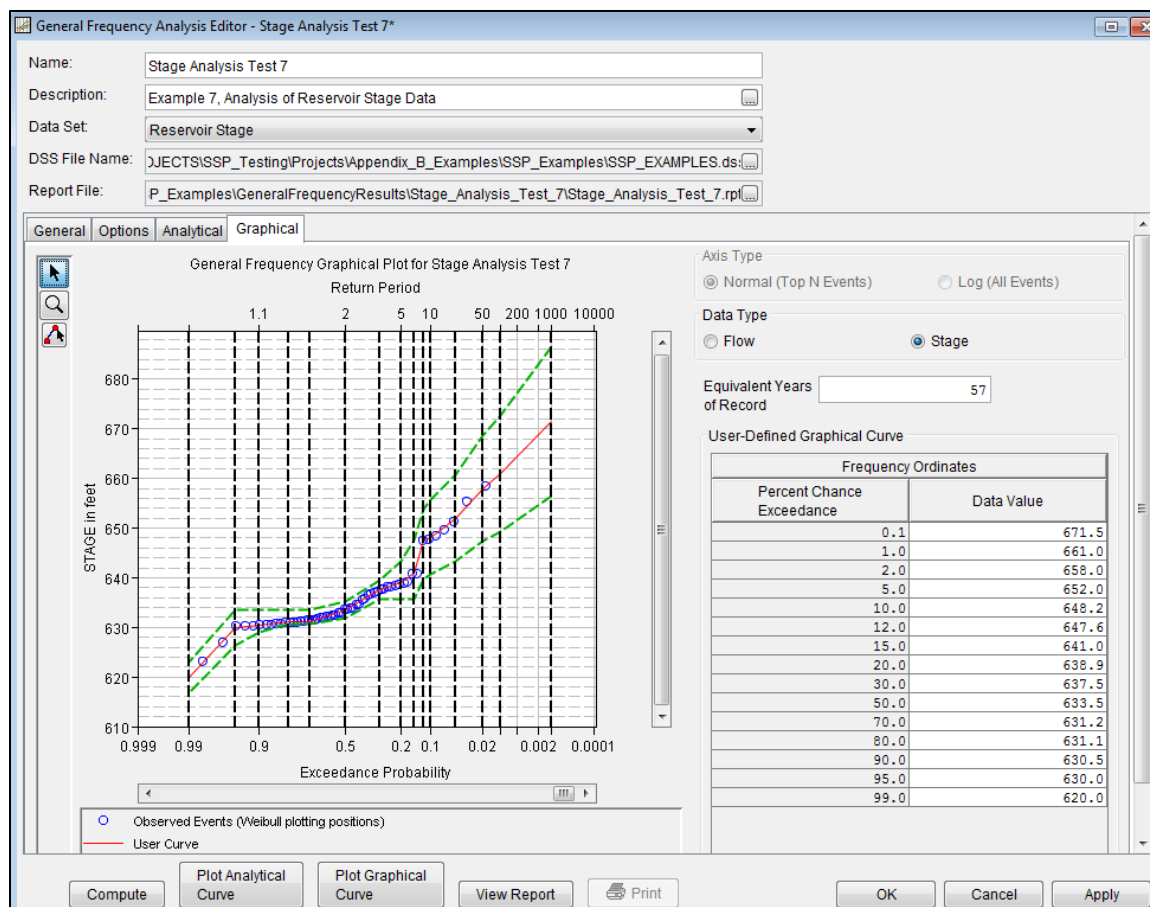 General Frequency Analysis Editor - Stage Analysis Test 7*
Name:
Stage Analysis Test 7
Description:
Example 7, Analysis of Reservoir Stage Data
...
Data Set:
Reservoir Stage
DSS File Name:
OJECTS\SSP_Testing\Projects\Appendix_B_Examples\SSP_Examples\SSP_EXAMPLES.dss
...
Report File:
P_Examples\GeneralFrequencyResults\Stage_Analysis_Test_7\Stage_Analysis_Test_7.rpt
...
General Options Analytical Graphical
General Frequency Graphical Plot for Stage Analysis Test 7
Return Period
1.1 2 5 10 50 200 1000 10000
STAGE in feet
680
670
660
650
640
630
620
610
0.999 0.99 0.9 0.5 0.2 0.1 0.02 0.002 0.0001
Exceedance Probability
Observed Events (Weibull plotting positions)
User Curve
Axis Type
Normal (Top N Events) Log (All Events)
Data Type
Flow Stage
Equivalent Years
of Record
57
User-Defined Graphical Curve
Frequency Ordinates
Percent Chance
Exceedance
Data Value
0.1 671.5
1.0 661.0
2.0 658.0
5.0 652.0
10.0 648.2
12.0 647.6
15.0 641.0
20.0 638.9
30.0 637.5
50.0 633.5
70.0 631.2
80.0 631.1
90.0 630.5
95.0 630.0
99.0 620.0
Compute
Plot Analytical
Curve
Plot Graphical
Curve
View Report
Print
OK
Cancel
Apply